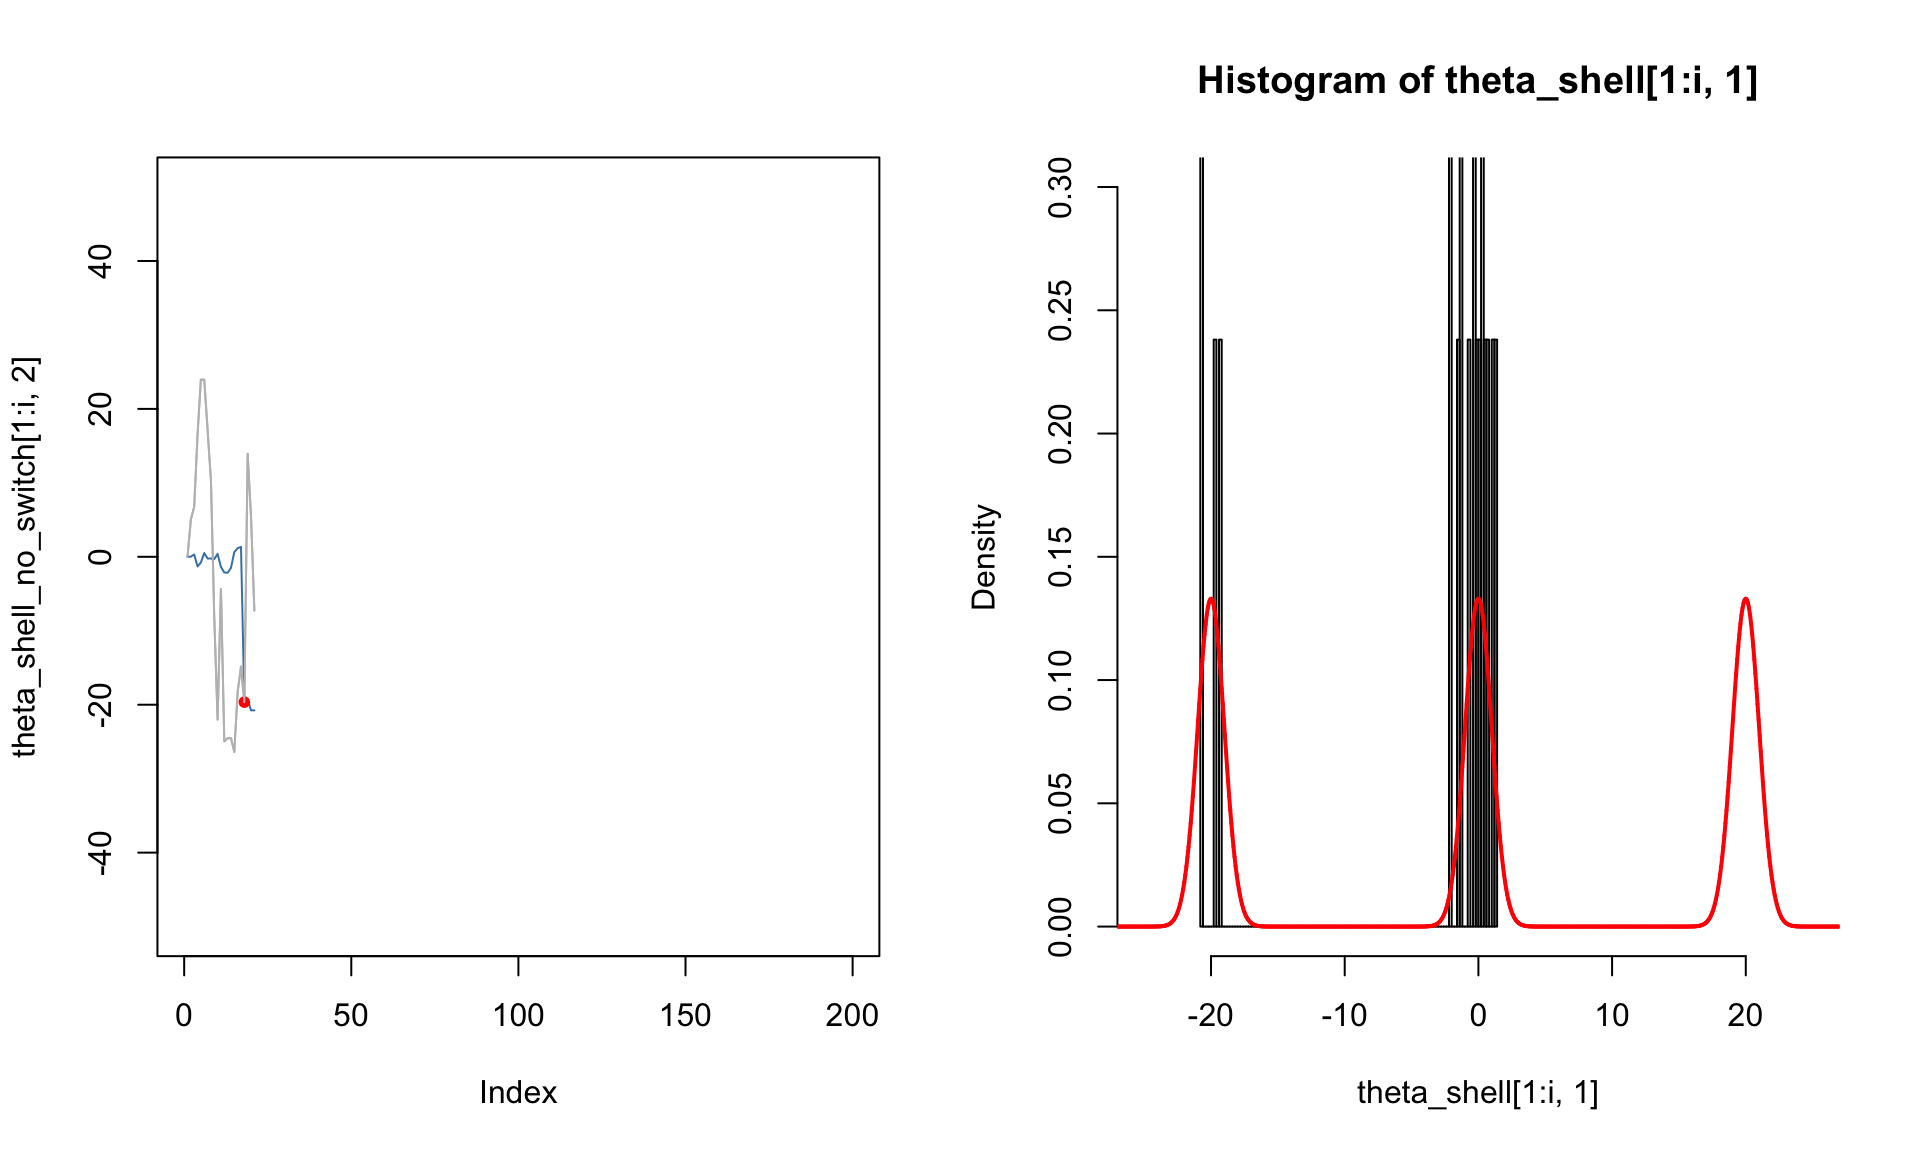 theta_shell_no_switch[1:i, 2]
40
20
0
-20
-40
0 50 100 150 200
Index
Histogram of theta_shell[1:i, 1]
Density
0.30
0.25
0.20
0.15
0.10
0.05
0.00
-20 -10 0 10 20
theta_shell[1:i, 1]